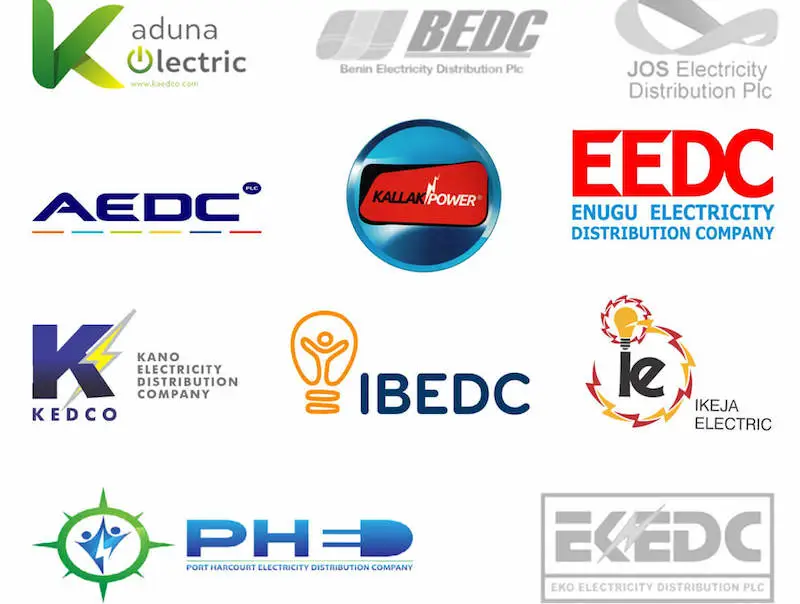 Kaduna
electric
www.kaedco.com
BEDC
Benin Electricity Distribution Plc
JOS Electricity
Distribution Plc
AEDC PLC
KALLAK POWER®
EEDC
ENUGU ELECTRICITY
DISTRIBUTION COMPANY
K
KEDCO
KANO
ELECTRICITY
DISTRIBUTION
COMPANY
IBEDC
ie
IKEJA
ELECTRIC
PHED
PORT HARCOURT ELECTRICITY DISTRIBUTION COMPANY
EKEDC
EKO ELECTRICITY DISTRIBUTION PLC